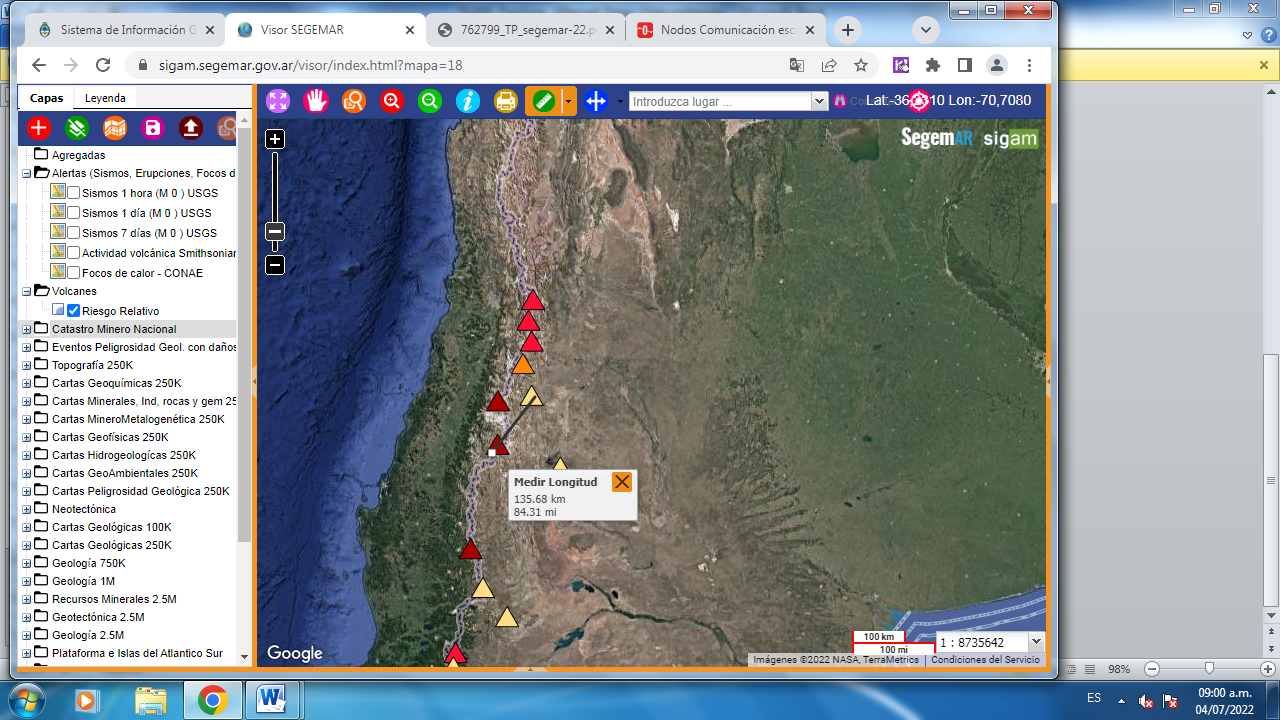 Sistema de Información G
Visor SEGEMAR
762799_TP_segemar-22.p
Nodos Comunicación esc
sigam.segemar.gov.ar/visor/index.html?mapa=18
Capas
Leyenda
Introduzca lugar ...
Lon:-70,7080
SegemAR sigam
Agregadas
Alertas (Sismos, Erupciones, Focos d
Sismos 1 hora (M 0 ) USGS
Sismos 1 día (M 0 ) USGS
Sismos 7 días (M 0 ) USGS
Actividad volcánica Smithsonian
Focos de calor - CONAE
Volcanes
Riesgo Relativo
Catastro Minero Nacional
Eventos Peligrosidad Geol. con daños
Topografía 250K
Cartas Geoquímicas 250K
Cartas Minerales, Ind, rocas y gem 25
Cartas MineroMetalogenética 250K
Cartas Geofísicas 250K
Cartas Hidrogeologícas 250K
Cartas GeoAmbientales 250K
Cartas Peligrosidad Geológica 250K
Neotectónica
Cartas Geológicas 100K
Cartas Geológicas 250K
Geología 750K
Geología 1M
Recursos Minerales 2.5M
Geotectónica 2.5M
Geología 2.5M
Plataforma e Islas del Atlantico Sur
Medir Longitud
135.68 km
84.31 mi
Google
100 km
100 mi
1 : 8735642
Imágenes ©2022 NASA, TerraMetrics
Condiciones del Servicio
98%
ES
09:00 a.m.
04/07/2022